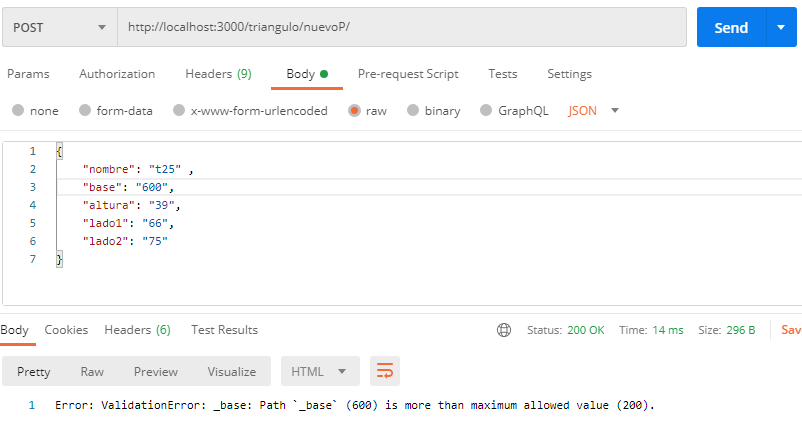 POST http://localhost:3000/triangulo/nuevoP/ Send
Params Authorization Headers (9) Body Pre-request Script Tests Settings
none form-data x-www-form-urlencoded raw binary GraphQL JSON
1 {
2 "nombre": "t25" ,
3 "base": "600",
4 "altura": "39",
5 "lado1": "66",
6 "lado2": "75"
7 }
Body Cookies Headers (6) Test Results Status: 200 OK Time: 14 ms Size: 296 B Sav
Pretty Raw Preview Visualize HTML
1 Error: ValidationError: _base: Path `_base` (600) is more than maximum allowed value (200).